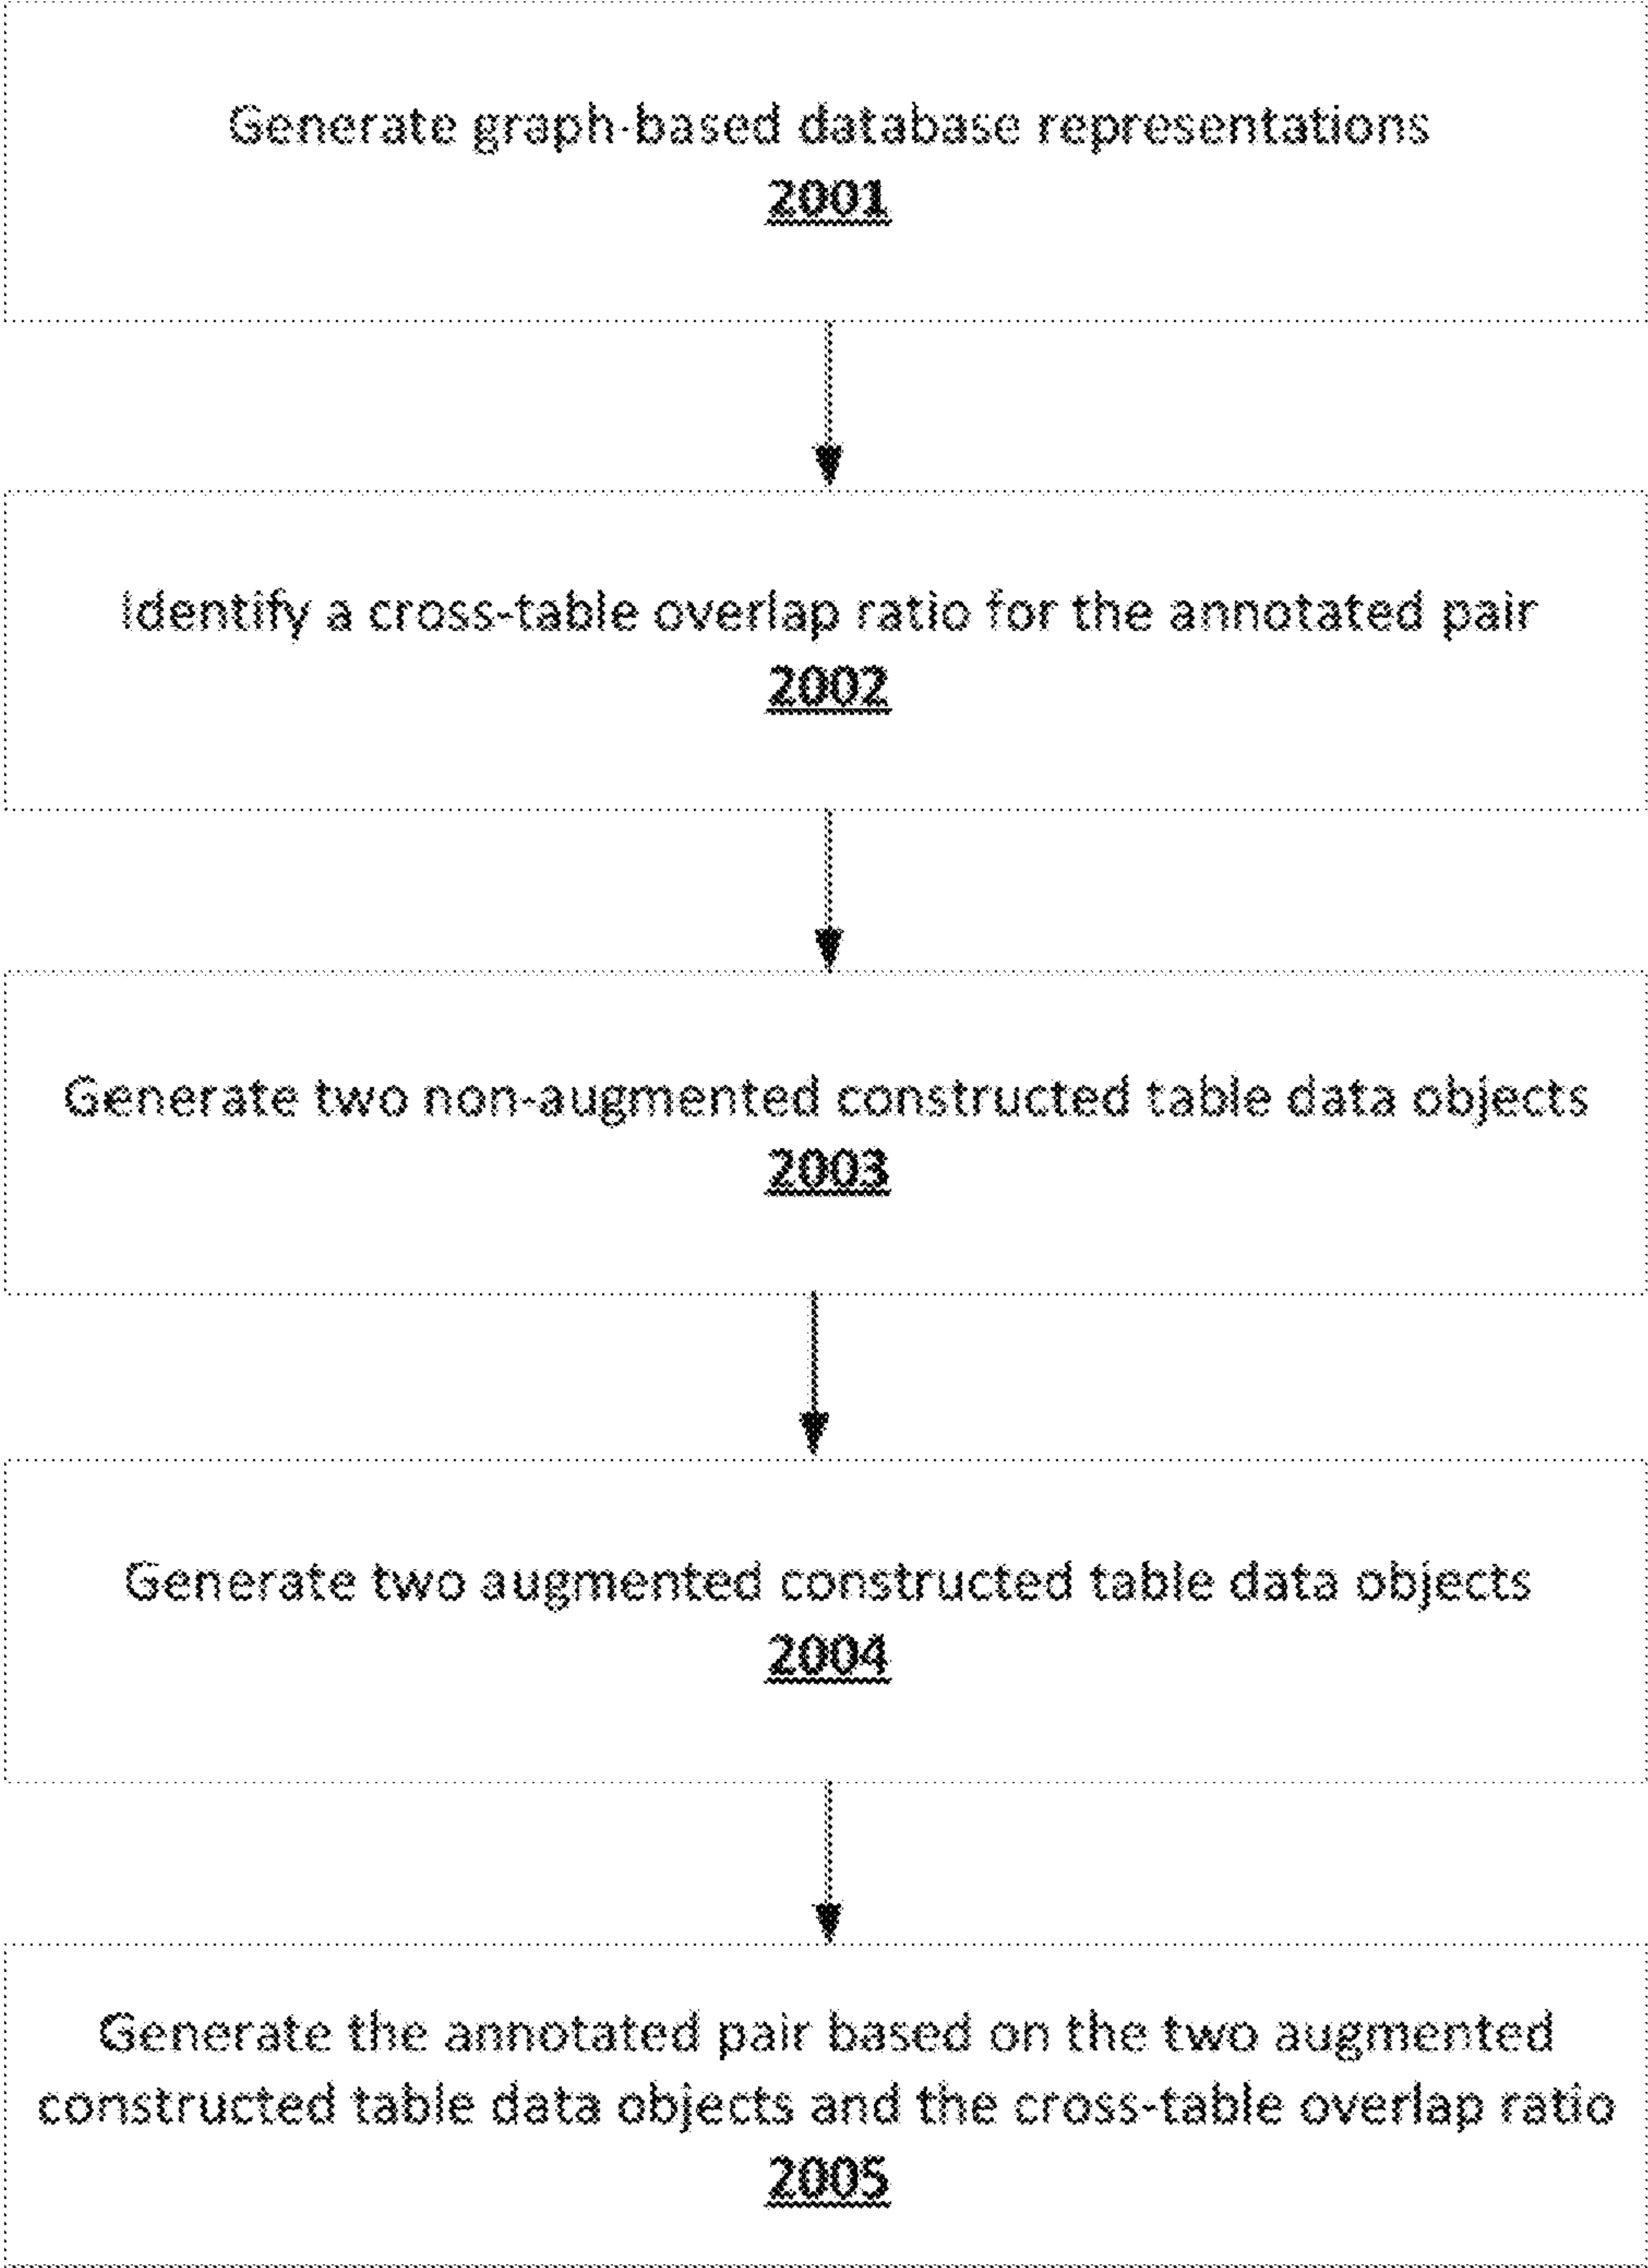 Generate graph-based database representations
2001
Identify a cross-table overlap ratio for the annotated pair
2002
Generate two non-augmented constructed table data objects
2003
Generate two augmented constructed table data objects
2004
Generate the annotated pair based on the two augmented
constructed table data objects and the cross-table overlap ratio
2005